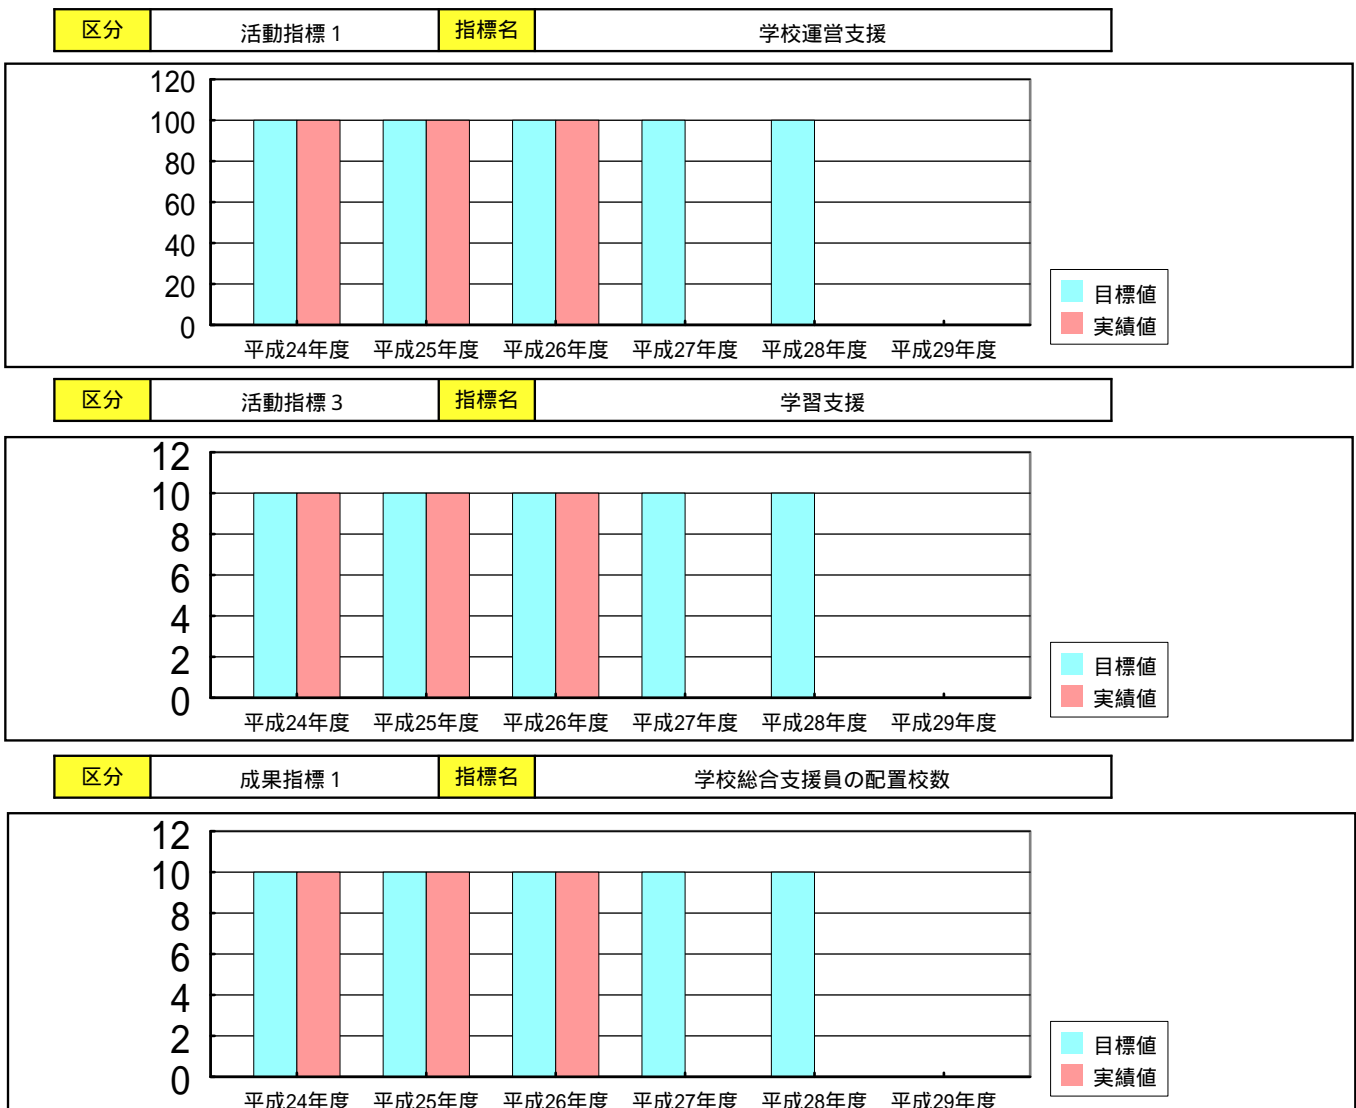 区分 活動指標１ 指標名 学校運営支援
120
100
80
60
40
20
0
平成24年度 平成25年度 平成26年度 平成27年度 平成28年度 平成29年度
目標値
実績値
区分 活動指標３ 指標名 学習支援
12
10
8
6
4
2
0
平成24年度 平成25年度 平成26年度 平成27年度 平成28年度 平成29年度
目標値
実績値
区分 成果指標１ 指標名 学校総合支援員の配置校数
12
10
8
6
4
2
0
平成24年度 平成25年度 平成26年度 平成27年度 平成28年度 平成29年度
目標値
実績値